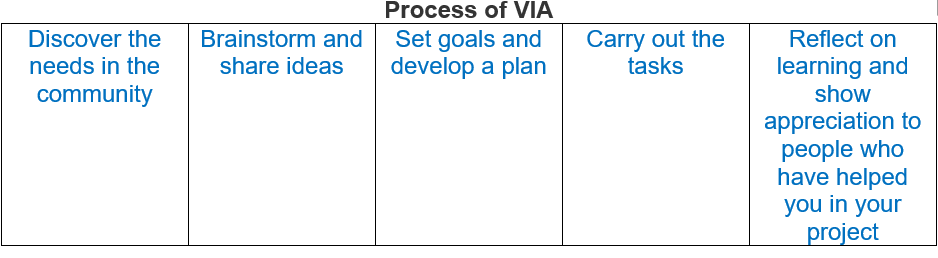 Process of VIA
Discover the
needs in the
community
Brainstorm and
share ideas
Set goals and
develop a plan
Carry out the
tasks
Reflect on
learning and
show
appreciation to
people who
have helped
you in your
project